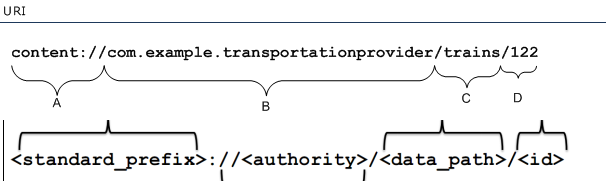 URI
content://com.example.transportationprovider/trains/122
A B C D
<standard_prefix>://<authority>/<data_path>/<id>